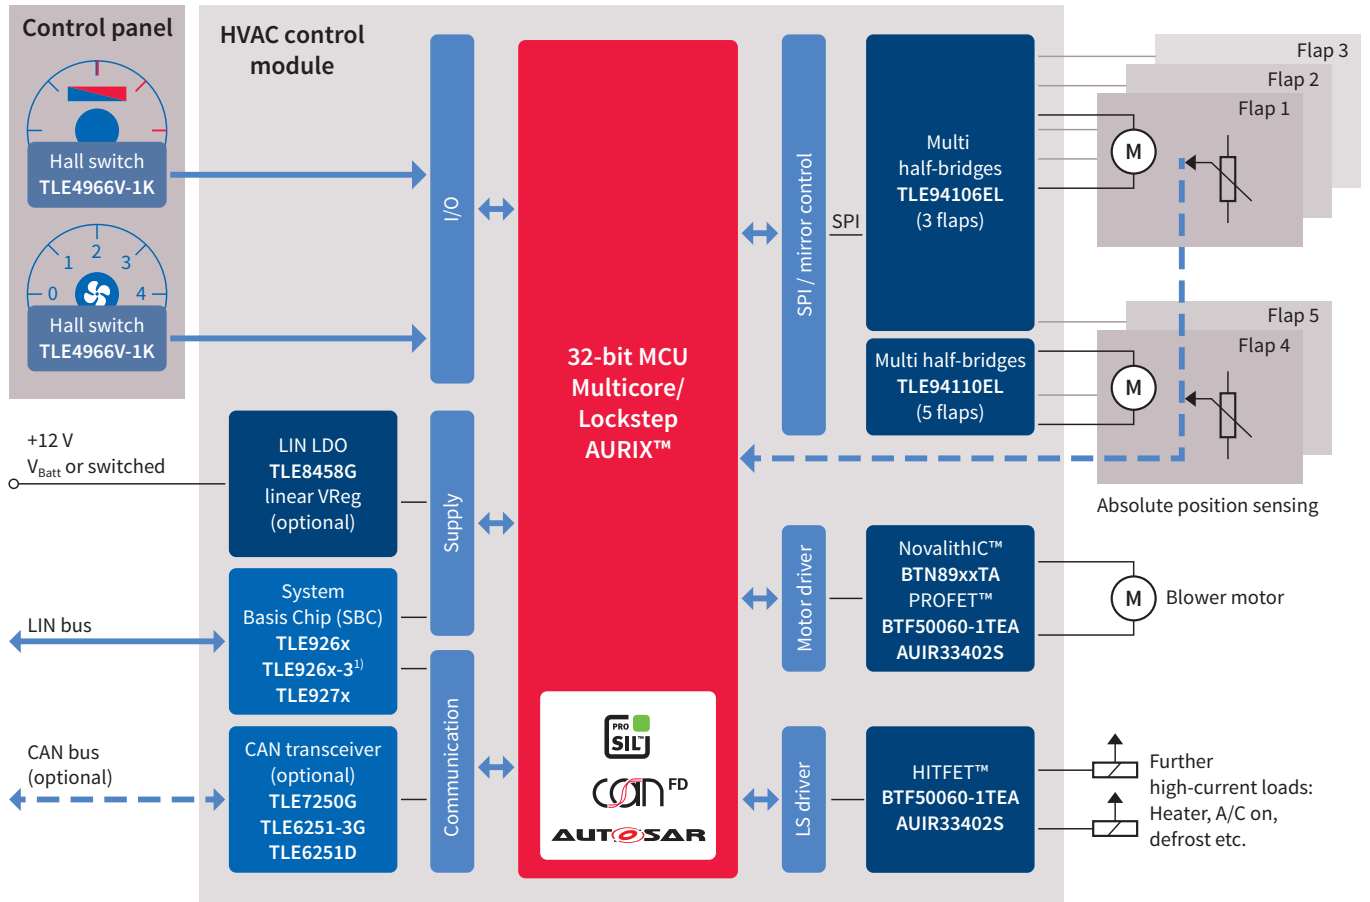 Control panel
Hall switch
TLE4966V-1K
0
1
2
3
4
Hall switch
TLE4966V-1K
+12 V
VBatt or switched
LIN bus
CAN bus
(optional)
HVAC control
module
I/O
LIN LDO
TLE8458G
linear VReg
(optional)
Supply
System
Basis Chip (SBC)
TLE926x
TLE926x-3¹⁾
TLE927x
CAN transceiver
(optional)
TLE7250G
TLE6251-3G
TLE6251D
Communication
32-bit MCU
Multicore/
Lockstep
AURIX™
PRO
SIL™
CAN FD
AUTOSAR
SPI / mirror control
SPI
Multi
half-bridges
TLE94106EL
(3 flaps)
Multi half-bridges
TLE94110EL
(5 flaps)
Flap 3
Flap 2
Flap 1
M
Flap 5
Flap 4
M
Absolute position sensing
Motor driver
NovalithIC™
BTN89xxTA
PROFET™
BTF50060-1TEA
AUIR33402S
M
Blower motor
LS driver
HITFET™
BTF50060-1TEA
AUIR33402S
Further
high-current loads:
Heater, A/C on,
defrost etc.